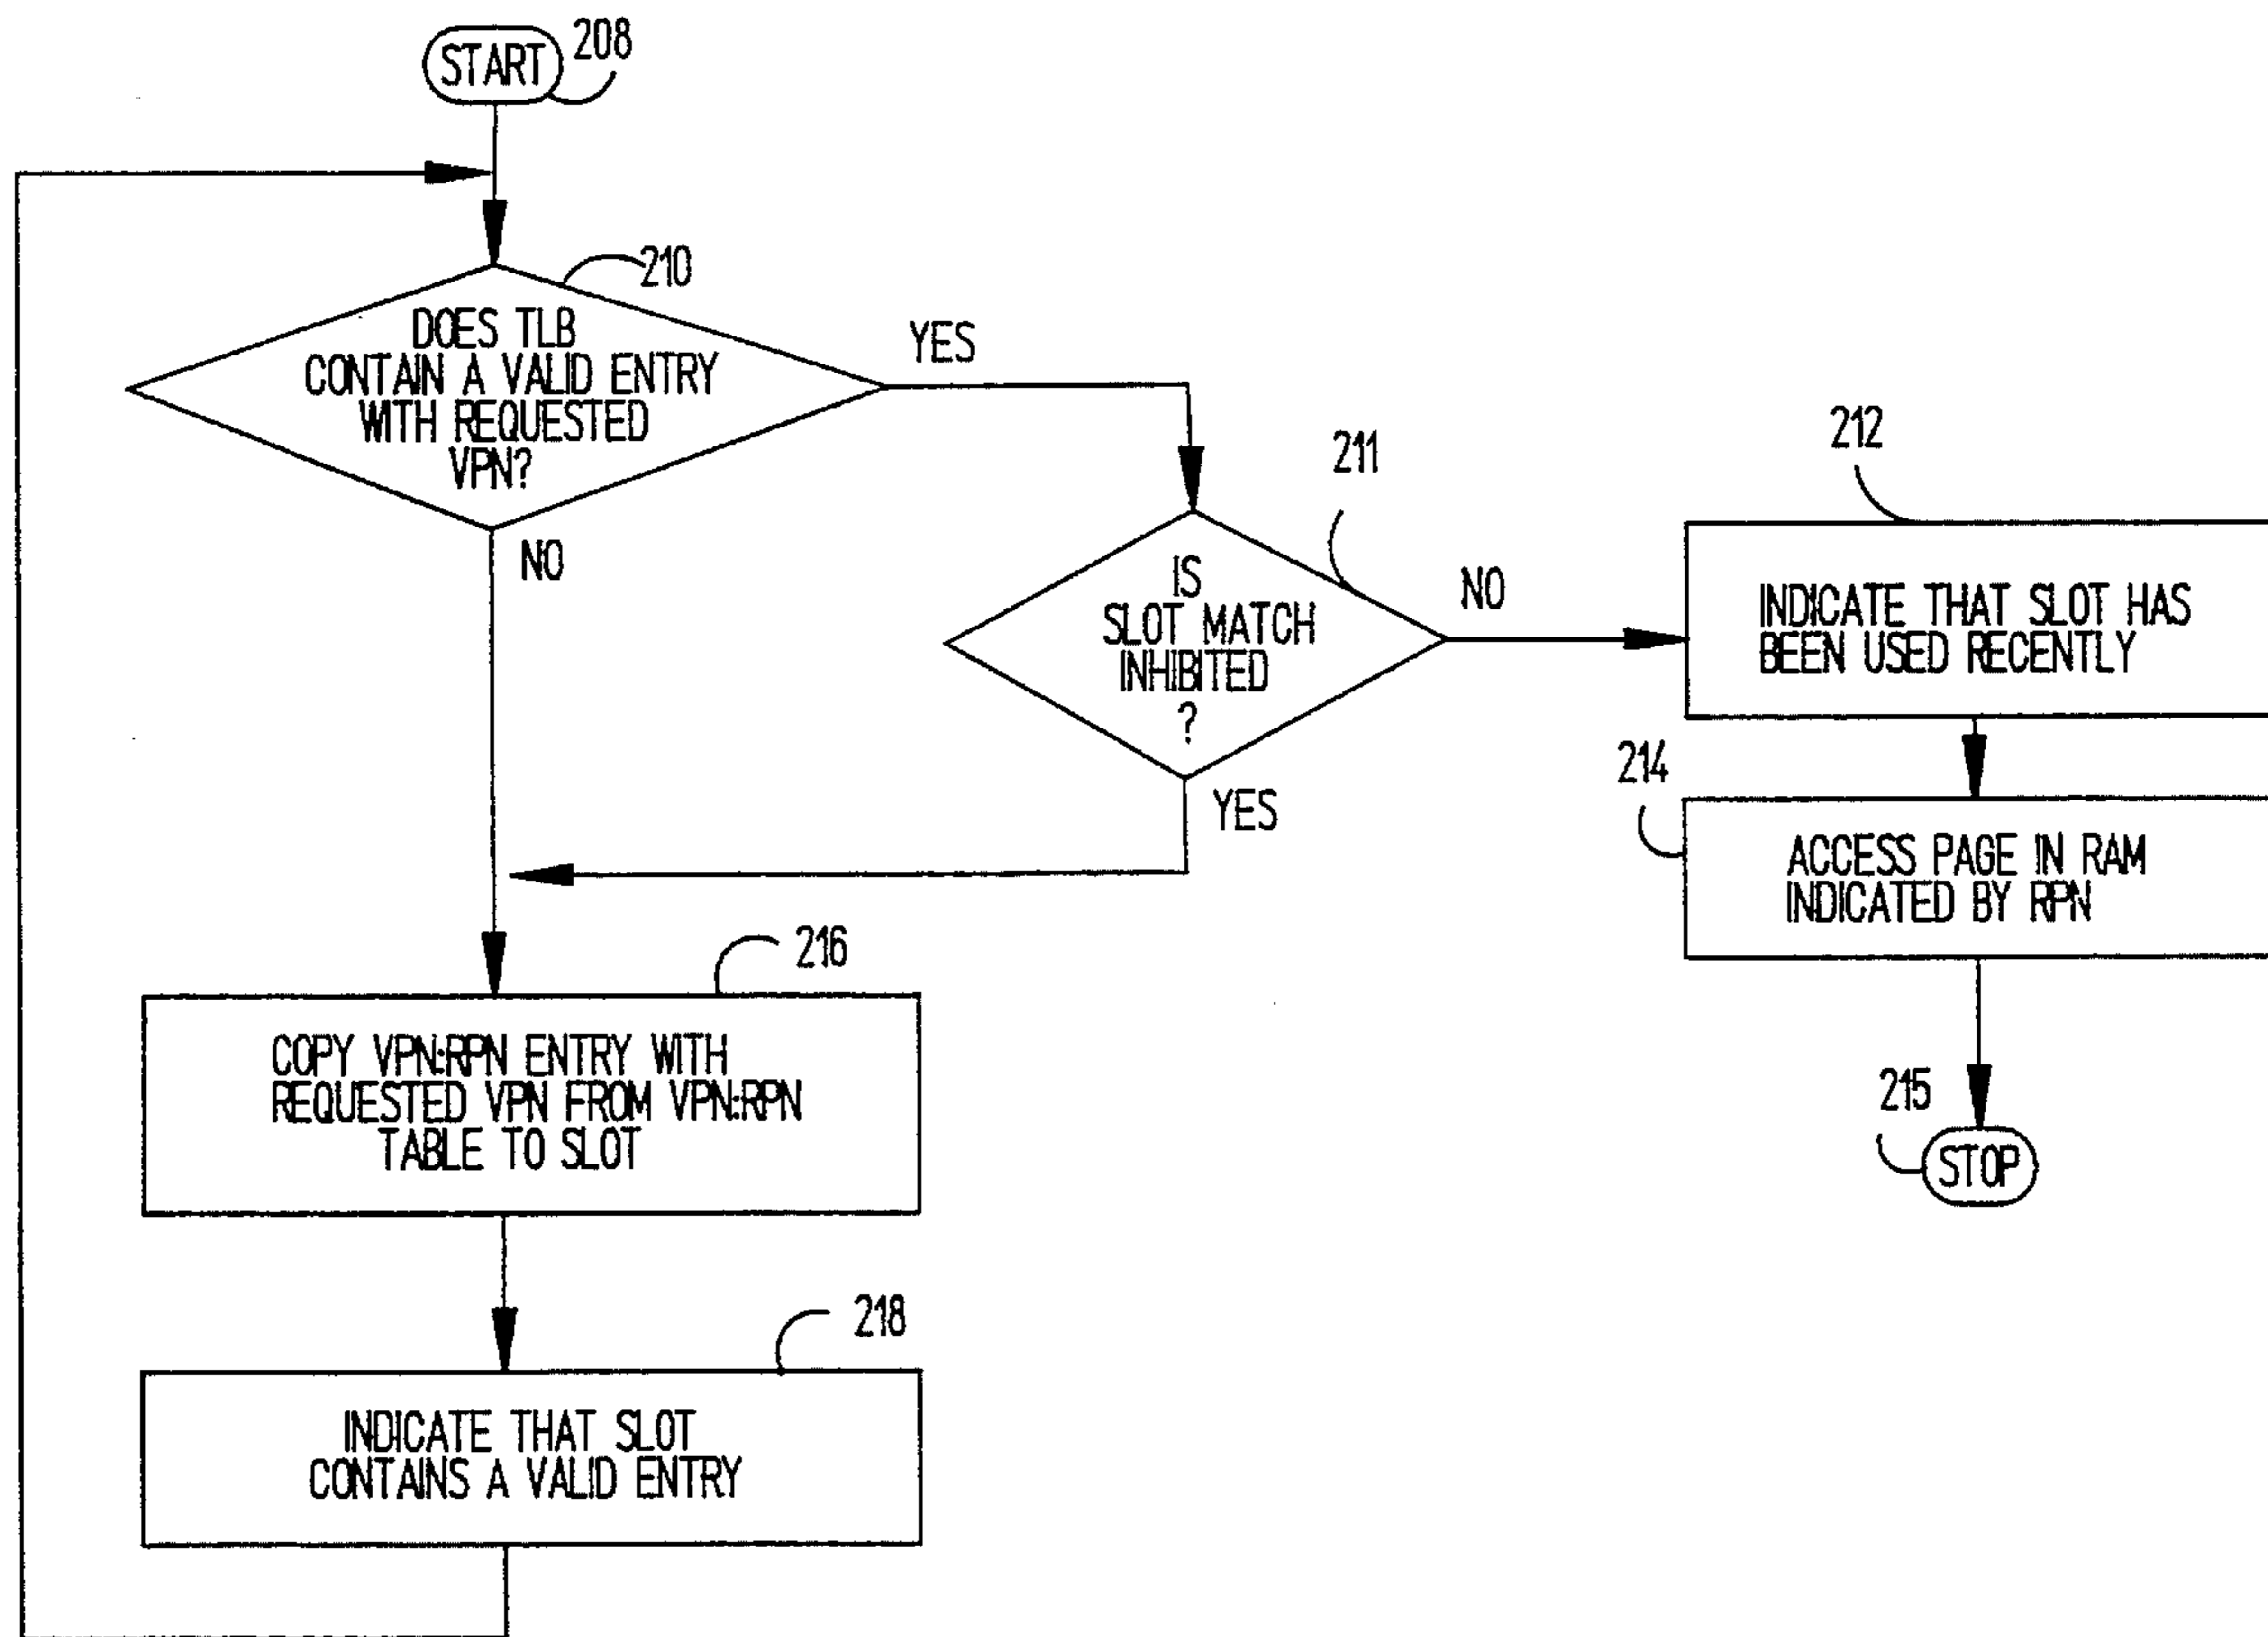 START
208
210
DOES TLB
CONTAIN A VALID ENTRY
WITH REQUESTED
VPN?
YES
NO
211
IS
SLOT MATCH
INHIBITED
?
NO
YES
212
INDICATE THAT SLOT HAS
BEEN USED RECENTLY
214
ACCESS PAGE IN RAM
INDICATED BY RPN
215
STOP
216
COPY VPN:RPN ENTRY WITH
REQUESTED VPN FROM VPN:RPN
TABLE TO SLOT
218
INDICATE THAT SLOT
CONTAINS A VALID ENTRY